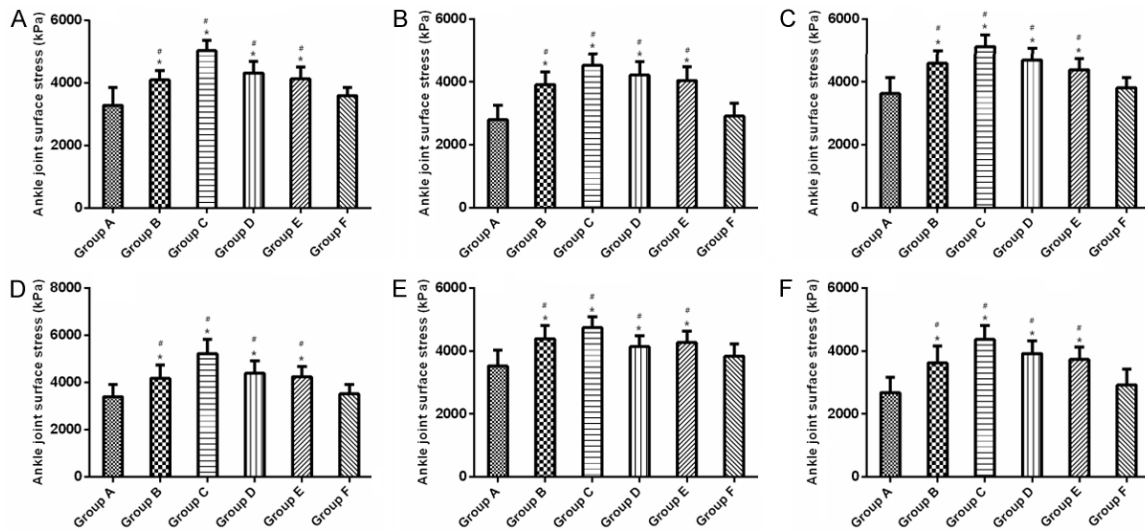 A
Ankle joint surface stress (kPa)
6000
4000
2000
0
#
*
#
*
#
*
#
*
Group A
Group B
Group C
Group D
Group E
Group F
B
Ankle joint surface stress (kPa)
6000
4000
2000
0
#
*
#
*
#
*
#
*
Group A
Group B
Group C
Group D
Group E
Group F
C
Ankle joint surface stress (kPa)
6000
4000
2000
0
#
*
#
*
#
*
#
*
Group A
Group B
Group C
Group D
Group E
Group F
D
Ankle joint surface stress (kPa)
8000
6000
4000
2000
0
#
*
#
*
#
*
#
*
Group A
Group B
Group C
Group D
Group E
Group F
E
Ankle joint surface stress (kPa)
6000
4000
2000
0
#
*
#
*
#
*
#
*
Group A
Group B
Group C
Group D
Group E
Group F
F
Ankle joint surface stress (kPa)
6000
4000
2000
0
#
*
#
*
#
*
#
*
Group A
Group B
Group C
Group D
Group E
Group F